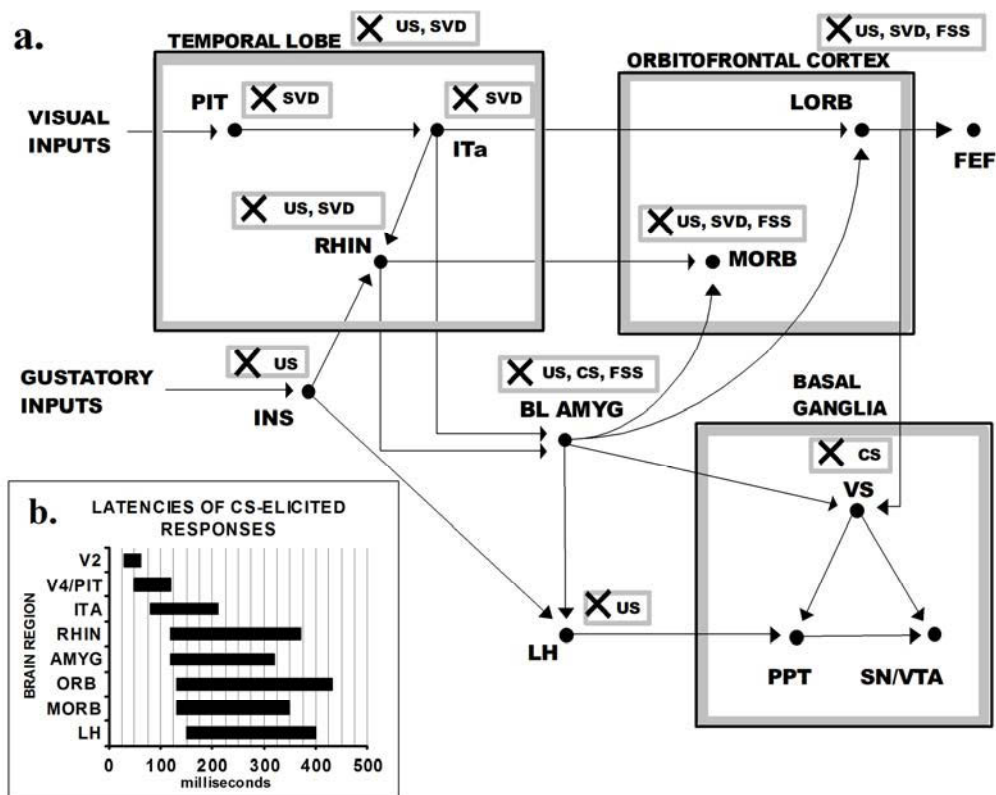 a.
TEMPORAL LOBE
US, SVD
US, SVD, FSS
ORBITOFRONTAL CORTEX
PIT
SVD
SVD
LORB
VISUAL
INPUTS
ITa
FEF
US, SVD
RHIN
US, SVD, FSS
MORB
US
GUSTATORY
INPUTS
INS
US, CS, FSS
BL AMYG
BASAL
GANGLIA
CS
VS
US
LH
PPT
SN/VTA
b.
LATENCIES OF CS-ELICITED
RESPONSES
BRAIN REGION
V2
V4/PIT
ITA
RHIN
AMYG
ORB
MORB
LH
0 100 200 300 400 500
milliseconds